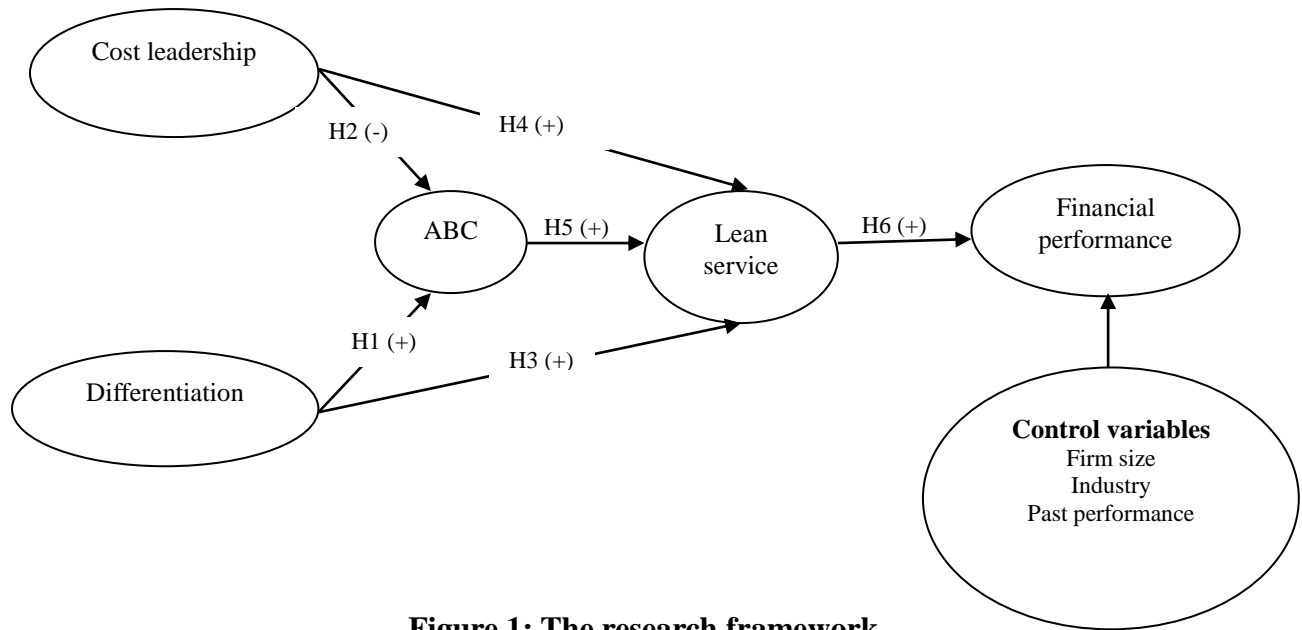 Cost leadership
H2 (-)
H4 (+)
ABC
H5 (+)
Lean
service
H6 (+)
Financial
performance
H1 (+)
H3 (+)
Differentiation
Control variables
Firm size
Industry
Past performance
Figure 1: The research framework